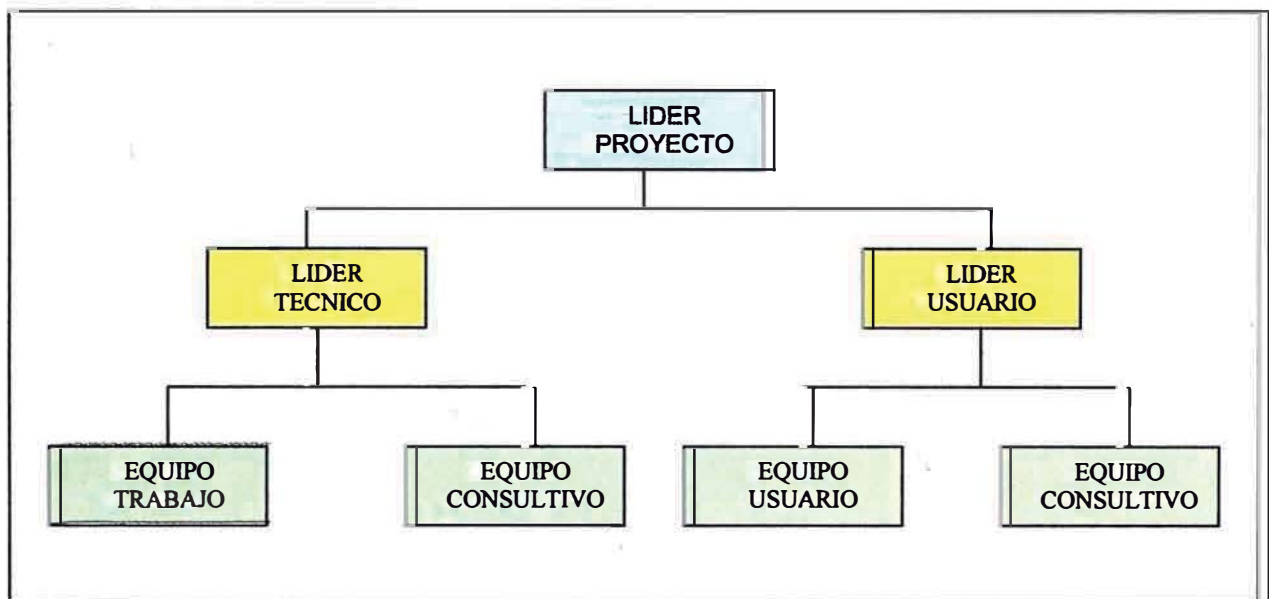 LIDER
PROYECTO
LIDER
TECNICO
LIDER
USUARIO
EQUIPO
TRABAJO
EQUIPO
CONSULTIVO
EQUIPO
USUARIO
EQUIPO
CONSULTIVO